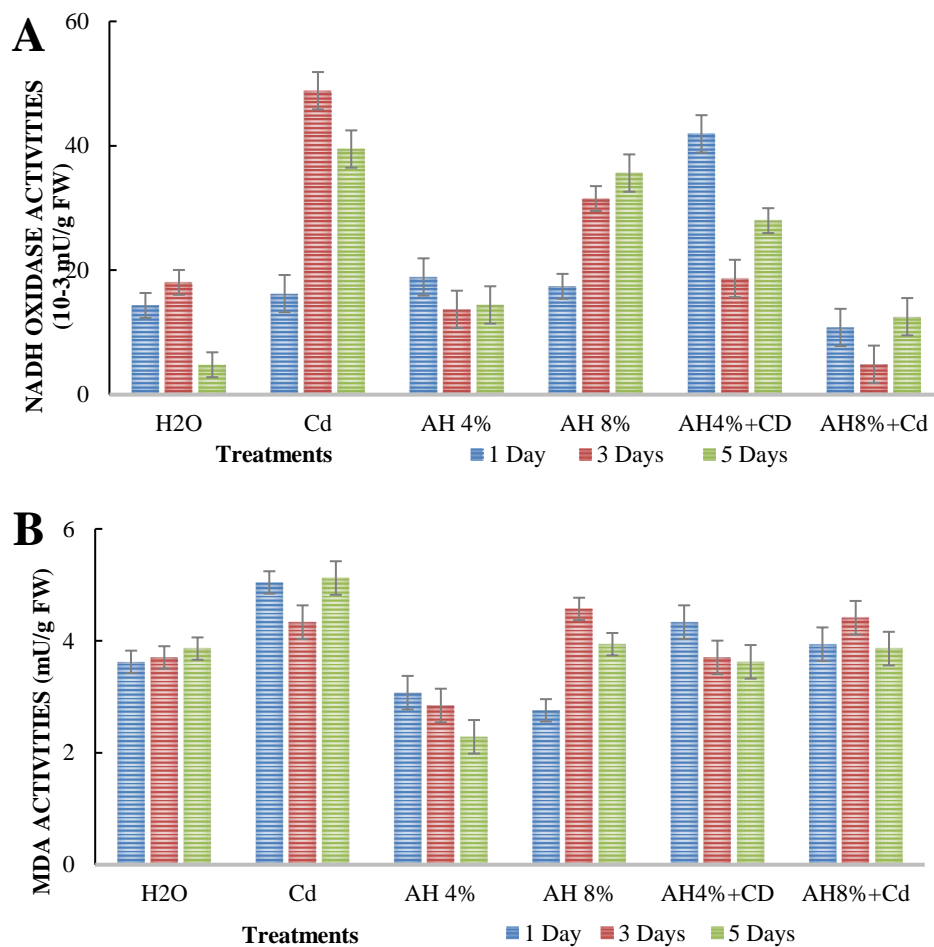 A
NADH OXIDASE ACTIVITIES
(10-3 mU/g FW)
60
40
20
0
H2O Cd AH 4% AH 8% AH4%+CD AH8%+Cd
Treatments 1 Day 3 Days 5 Days
B
MDA ACTIVITIES (mU/g FW)
6
4
2
0
H2O Cd AH 4% AH 8% AH4%+CD AH8%+Cd
Treatments 1 Day 3 Days 5 Days